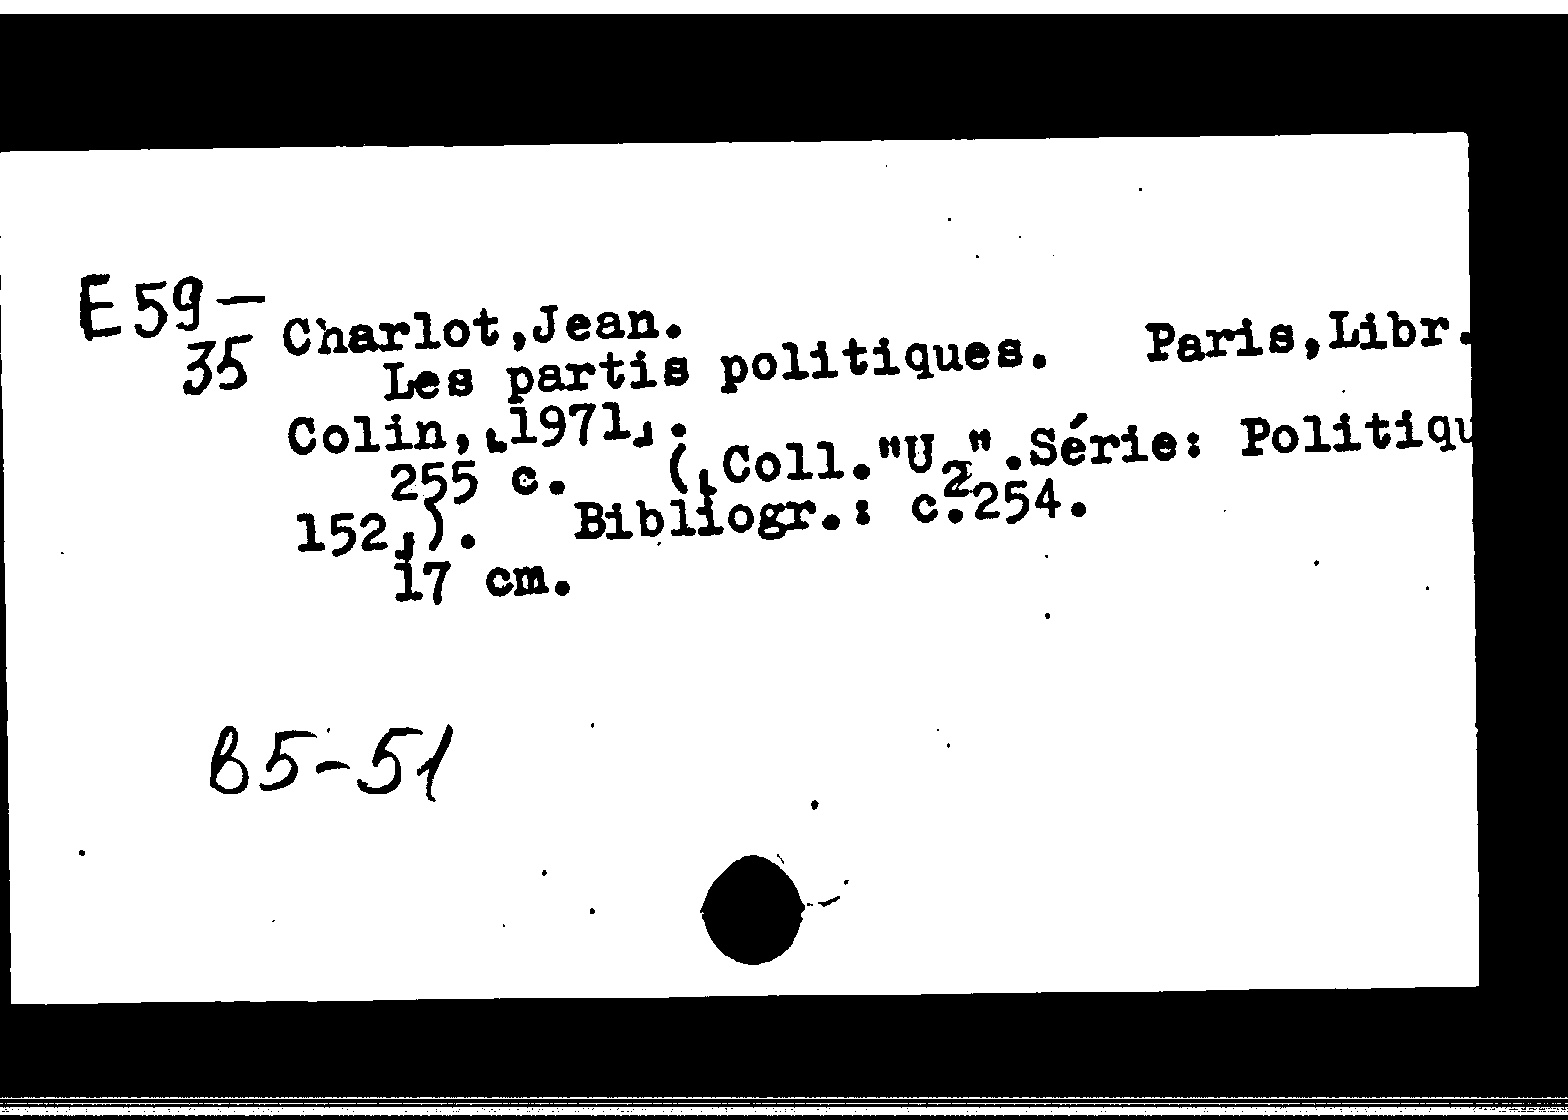 E59-
35
Charlot,Jean.
Les partis politiques. Paris,Libr.
Colin,⌞1971⌟.
255 c. (⌞Coll."U₂".Série: Politiqu
152⌟). Bibliogr.: c.254.
17 cm.
B5-51